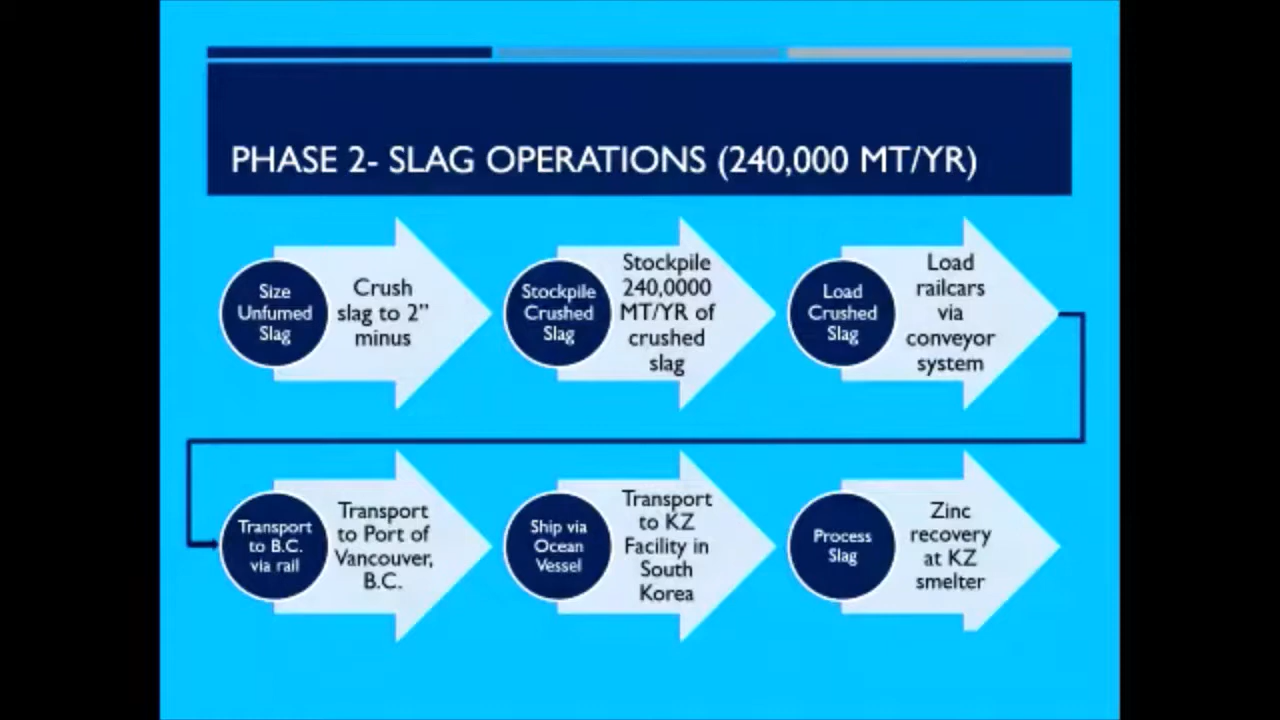 PHASE 2- SLAG OPERATIONS (240,000 MT/YR)
Size
Unfumed
Slag
Crush
slag to 2”
minus
Stockpile
Crushed
Slag
Stockpile
240,0000
MT/YR of
crushed
slag
Load
Crushed
Slag
Load
railcars
via
conveyor
system
Transport
to B.C.
via rail
Transport
to Port of
Vancouver,
B.C.
Ship via
Ocean
Vessel
Transport
to KZ
Facility in
South
Korea
Process
Slag
Zinc
recovery
at KZ
smelter